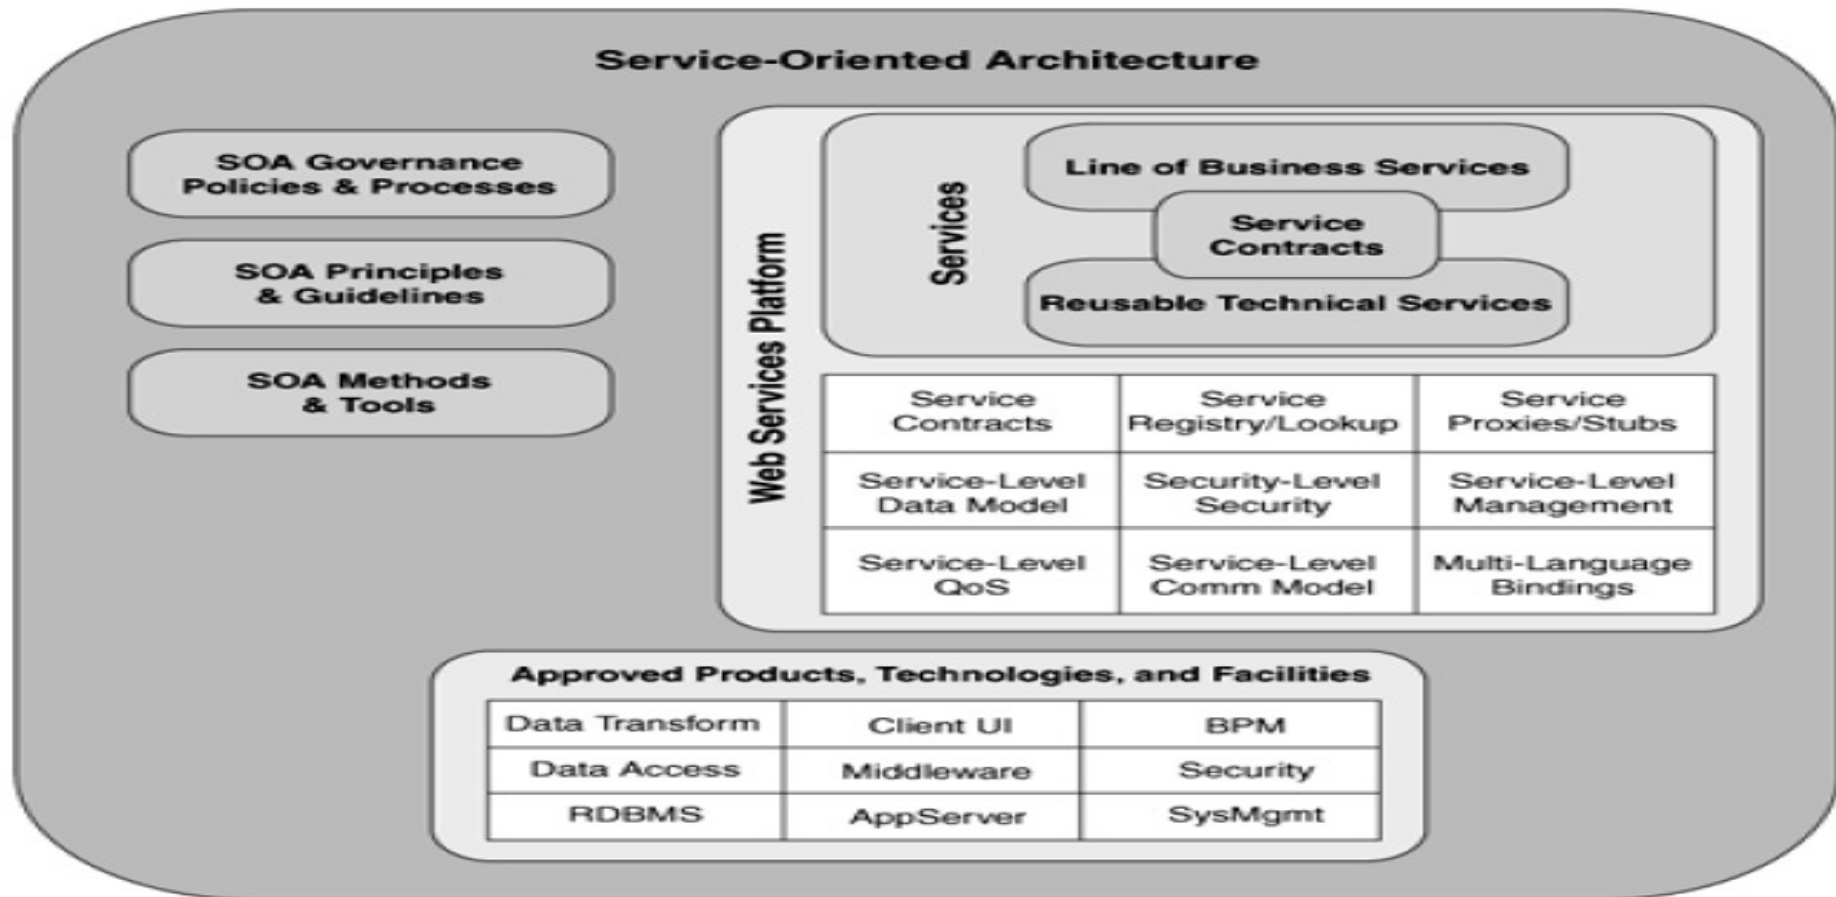 Service-Oriented Architecture
SOA Governance
Policies & Processes
SOA Principles
& Guidelines
SOA Methods
& Tools
Web Services Platform
Services
Line of Business Services
Service
Contracts
Reusable Technical Services
Service
Contracts
Service
Registry/Lookup
Service
Proxies/Stubs
Service-Level
Data Model
Security-Level
Security
Service-Level
Management
Service-Level
QoS
Service-Level
Comm Model
Multi-Language
Bindings
Approved Products, Technologies, and Facilities
Data Transform
Client UI
BPM
Data Access
Middleware
Security
RDBMS
AppServer
SysMgmt